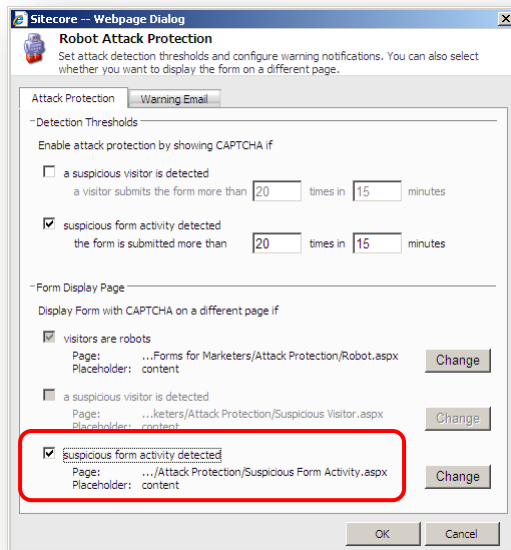 Sitecore -- Webpage Dialog
Robot Attack Protection
Set attack detection thresholds and configure warning notifications. You can also select
whether you want to display the form on a different page.
Attack Protection Warning Email
Detection Thresholds
Enable attack protection by showing CAPTCHA if
a suspicious visitor is detected
a visitor submits the form more than 20 times in 15 minutes
suspicious form activity detected
the form is submitted more than 20 times in 15 minutes
Form Display Page
Display Form with CAPTCHA on a different page if
visitors are robots
Page: ...Forms for Marketers/Attack Protection/Robot.aspx Change
Placeholder: content
a suspicious visitor is detected
Page: ...keters/Attack Protection/Suspicious Visitor.aspx Change
Placeholder: content
suspicious form activity detected
Page: .../Attack Protection/Suspicious Form Activity.aspx Change
Placeholder: content
OK Cancel